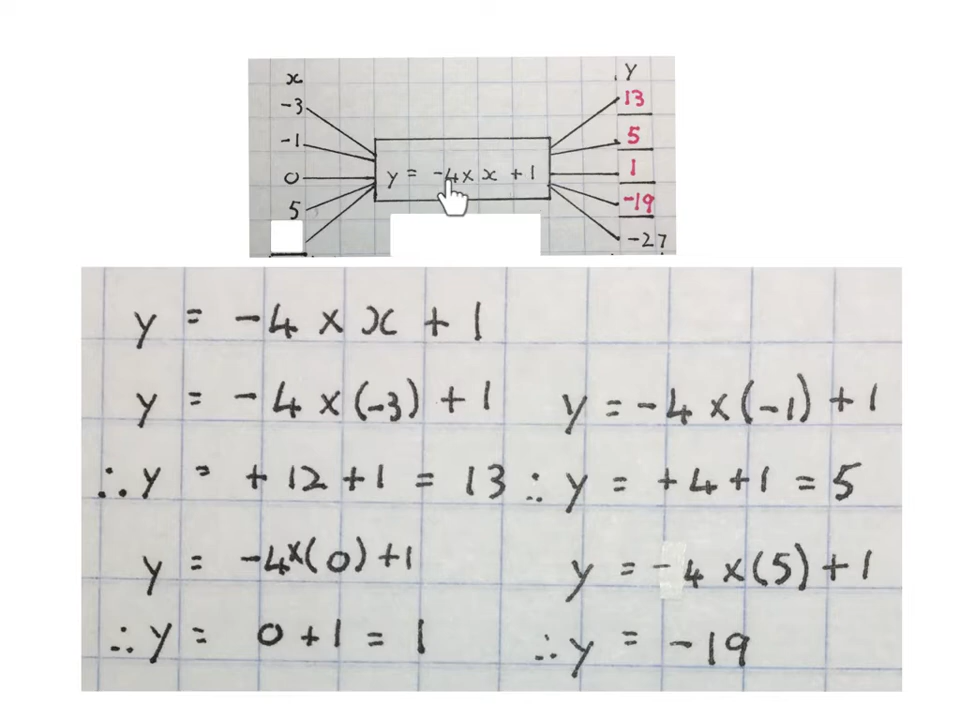 x y
-3 13
-1 5
0 y = -4 × x + 1 1
5 -19
-27
y = -4 × x + 1
y = -4 × (-3) + 1 y = -4 × (-1) + 1
∴ y = +12 + 1 = 13 ∴ y = +4 + 1 = 5
y = -4 × (0) + 1 y = -4 × (5) + 1
∴ y = 0 + 1 = 1 ∴ y = -19